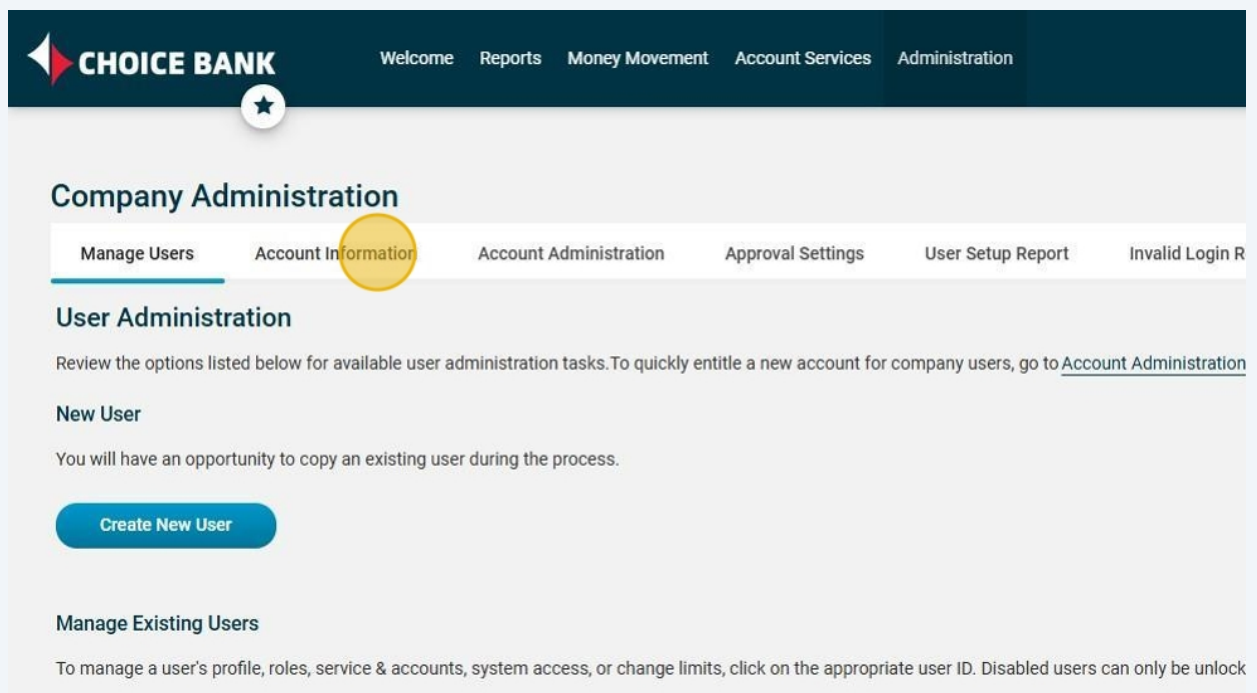 CHOICE BANK
Welcome Reports Money Movement Account Services Administration
Company Administration
Manage Users Account Information Account Administration Approval Settings User Setup Report Invalid Login R
User Administration
Review the options listed below for available user administration tasks.To quickly entitle a new account for company users, go to Account Administration
New User
You will have an opportunity to copy an existing user during the process.
Create New User
Manage Existing Users
To manage a user's profile, roles, service & accounts, system access, or change limits, click on the appropriate user ID. Disabled users can only be unlock